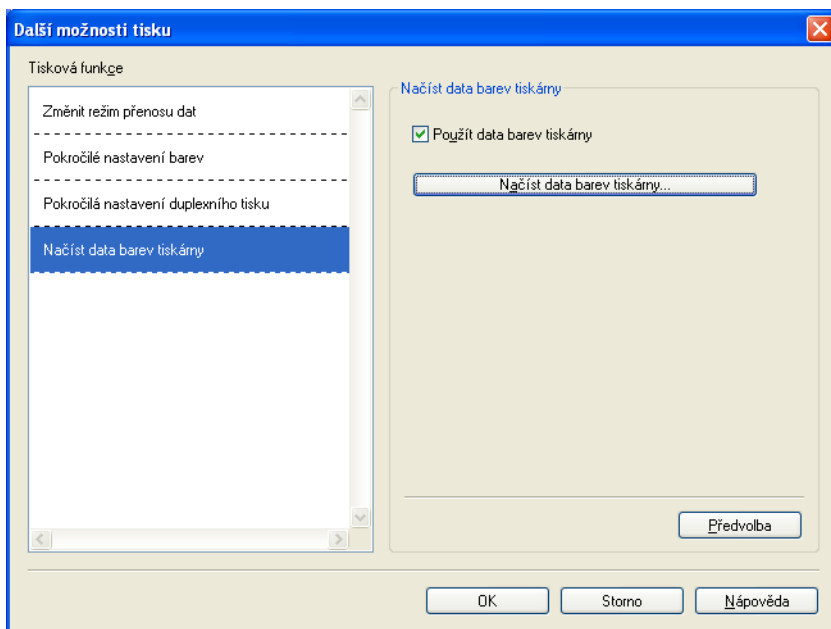 Další možnosti tisku
Tisková funkce
Změnit režim přenosu dat
Pokročilé nastavení barev
Pokročilá nastavení duplexního tisku
Načíst data barev tiskárny
Načíst data barev tiskárny
Použít data barev tiskárny
Načíst data barev tiskárny...
Předvolba
OK
Storno
Nápověda